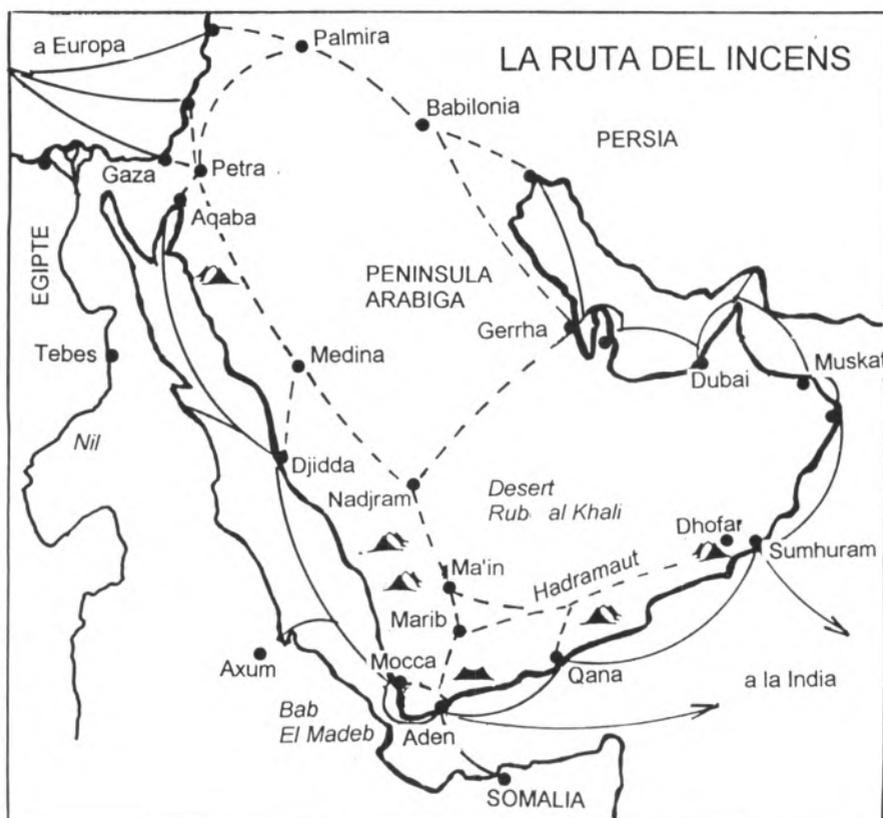 a Europa
Palmira
LA RUTA DEL INCENS
Babilonia
PERSIA
Gaza
Petra
Aqaba
EGIPTE
PENINSULA
ARABIGA
Gerrha
Tebes
Medina
Dubai
Muskat
Nil
Djidda
Nadjram
Desert
Rub al Khali
Dhofar
Sumhuram
Ma'in
Hadramaut
Marib
Axum
Mocca
Qana
a la India
Bab
El Madeb
Aden
SOMALIA